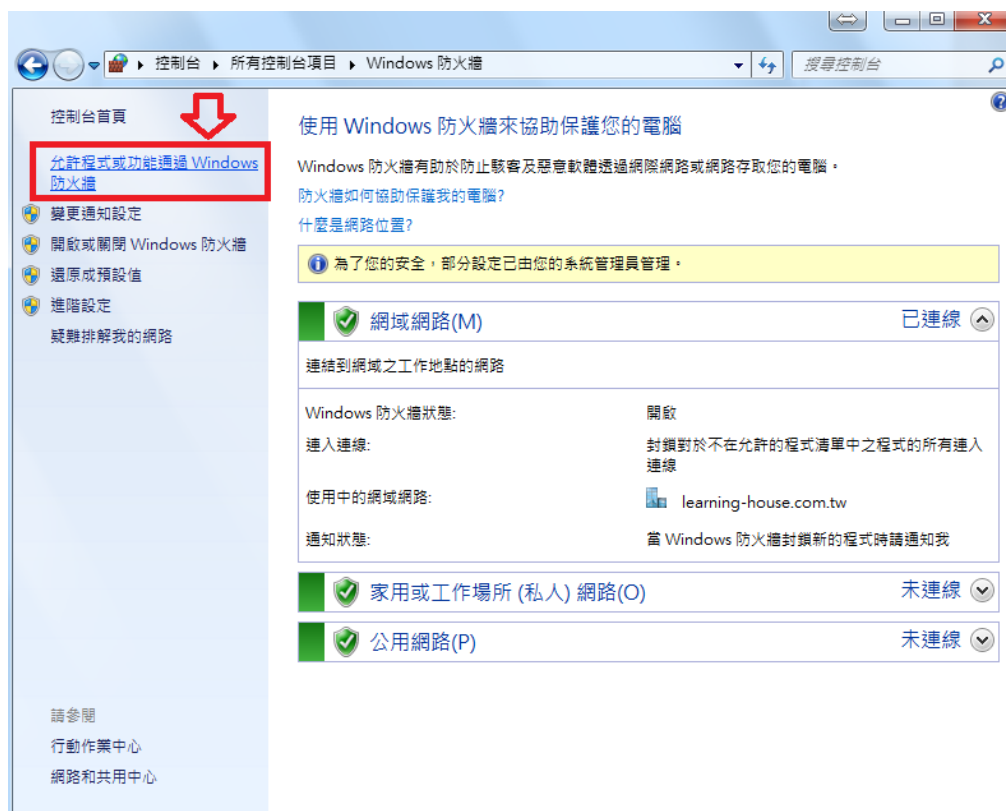 控制台 ▸ 所有控制台項目 ▸ Windows 防火牆
搜尋控制台
控制台首頁
允許程式或功能通過 Windows
防火牆
變更通知設定
開啟或關閉 Windows 防火牆
還原成預設值
進階設定
疑難排解我的網路
請參閱
行動作業中心
網路和共用中心
使用 Windows 防火牆來協助保護您的電腦
Windows 防火牆有助於防止駭客及惡意軟體透過網際網路或網路存取您的電腦。
防火牆如何協助保護我的電腦?
什麼是網路位置?
為了您的安全，部分設定已由您的系統管理員管理。
網域網路(M) 已連線
連結到網域之工作地點的網路
Windows 防火牆狀態: 開啟
連入連線: 封鎖對於不在允許的程式清單中之程式的所有連入
連線
使用中的網域網路: learning-house.com.tw
通知狀態: 當 Windows 防火牆封鎖新的程式時請通知我
家用或工作場所 (私人) 網路(O) 未連線
公用網路(P) 未連線